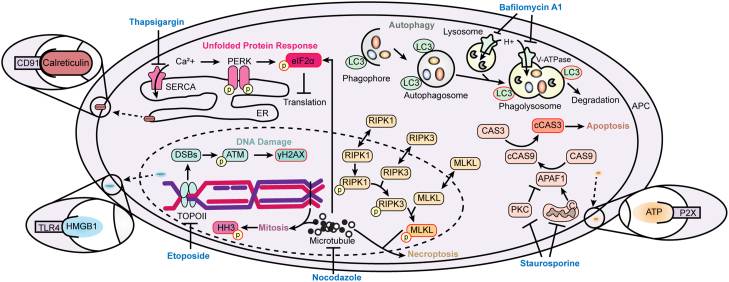 Bafilomycin A1
Thapsigargin
Autophagy
Lysosome
H+
Unfolded Protein Response
LC3
V-ATPase
CD91
Calreticulin
Ca²⁺
PERK
P
eIF2α
Phagophore
LC3
LC3
LC3
SERCA
P
P
Translation
Autophagosome
LC3
Phagolysosome
Degradation
ER
APC
DNA Damage
RIPK1
CAS3
cCAS3
Apoptosis
DSBs
P
ATM
γH2AX
RIPK1
RIPK3
MLKL
cCAS9
CAS9
P
RIPK1
RIPK3
MLKL
APAF1
P
RIPK3
PKC
C
TOPOII
HH3
P
Mitosis
P
MLKL
ATP
P2X
TLR4
HMGB1
Microtubule
Necroptosis
Etoposide
Staurosporine
Nocodazole